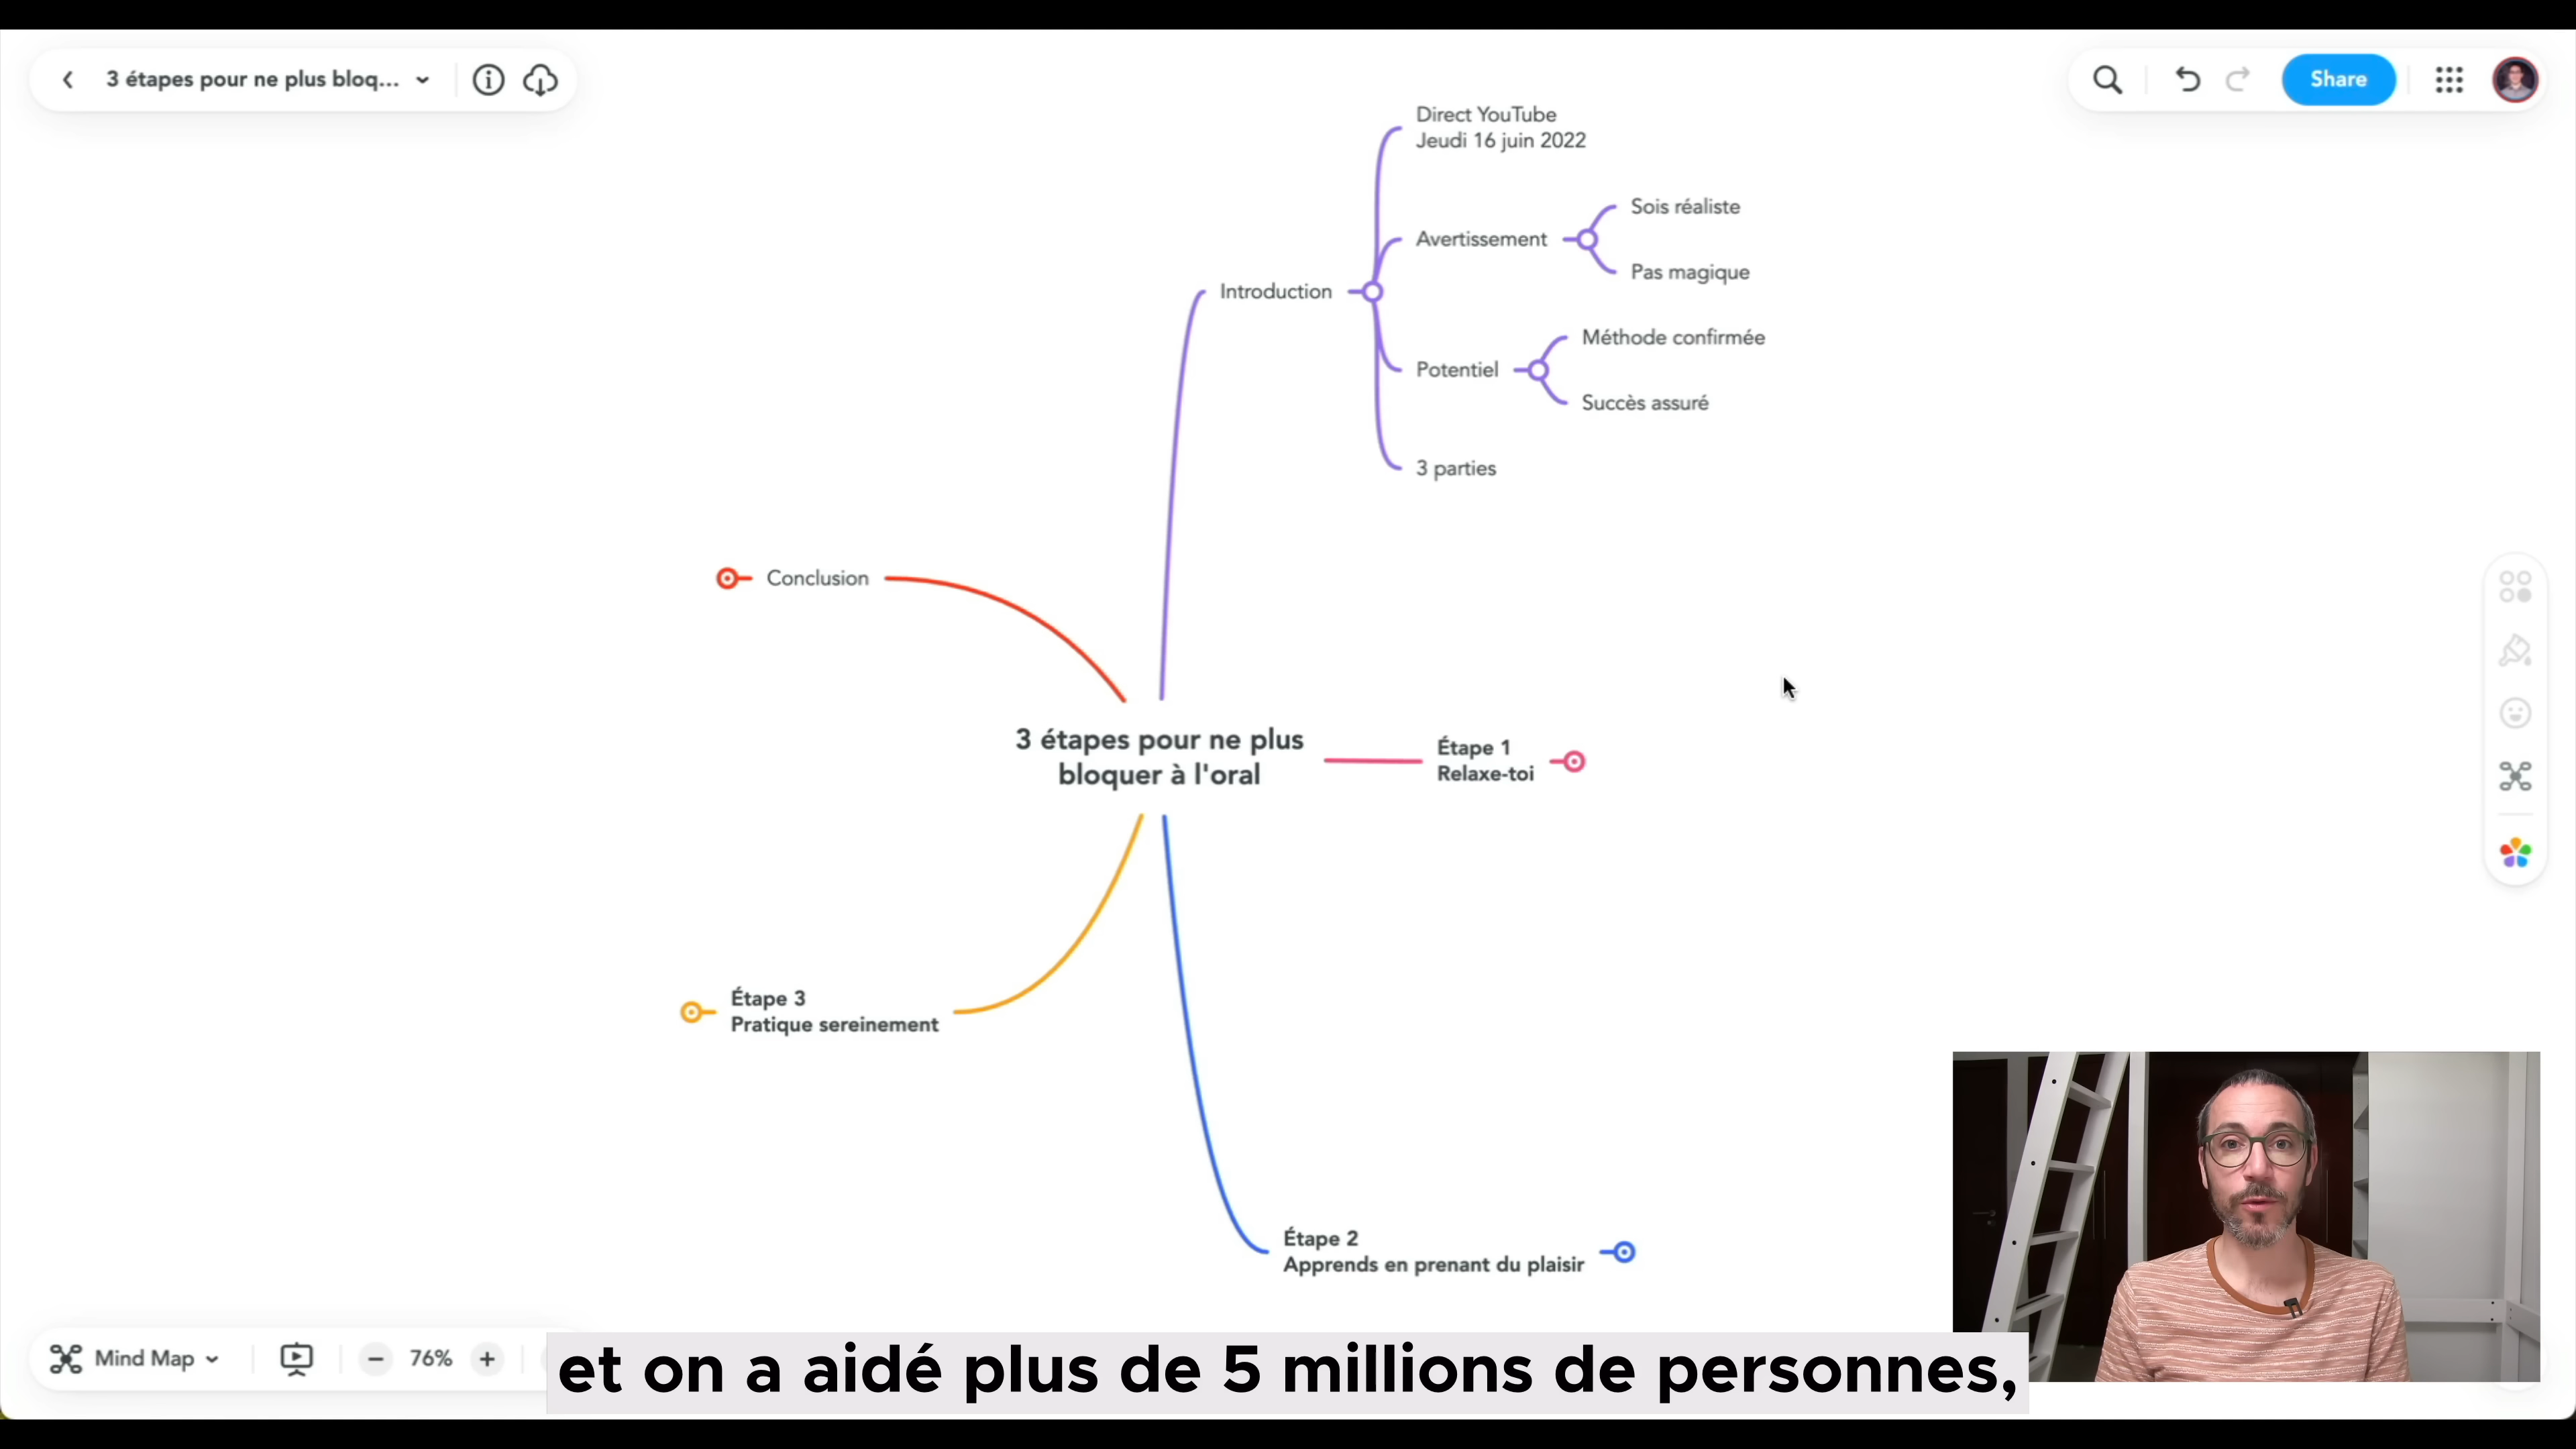 3 étapes pour ne plus bloq...
Share
Direct YouTube
Jeudi 16 juin 2022
Sois réaliste
Avertissement
Pas magique
Introduction
Méthode confirmée
Potentiel
Succès assuré
3 parties
Conclusion
3 étapes pour ne plus
bloquer à l'oral
Étape 1
Relaxe-toi
Étape 3
Pratique sereinement
Étape 2
Apprends en prenant du plaisir
Mind Map
76%
et on a aidé plus de 5 millions de personnes,